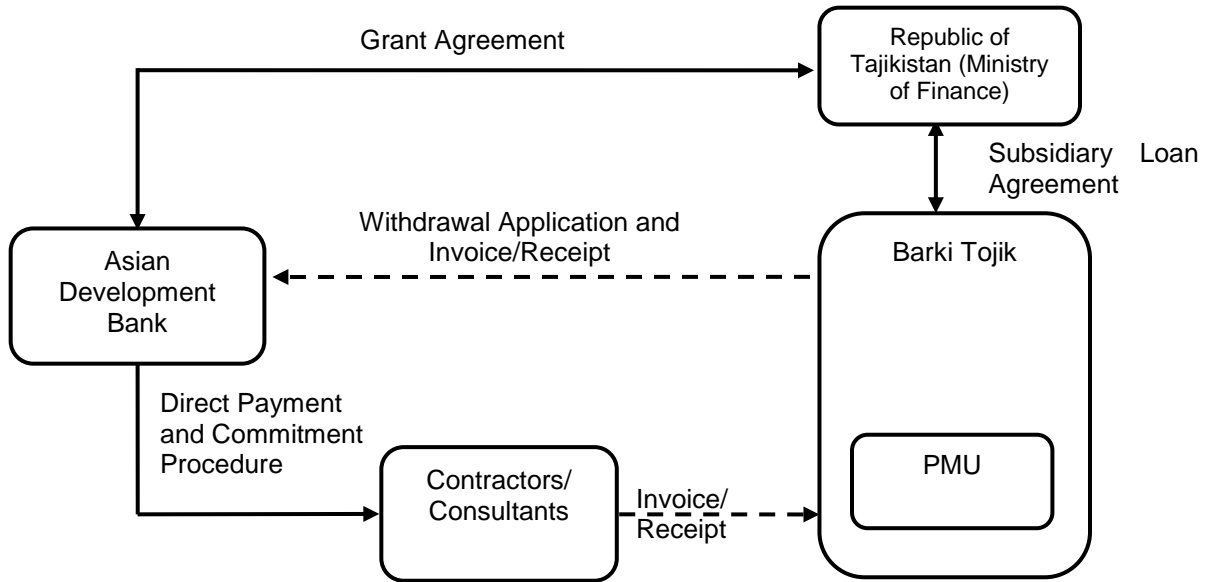 Grant Agreement
Republic of
Tajikistan (Ministry
of Finance)
Subsidiary Loan
Agreement
Withdrawal Application and
Invoice/Receipt
Asian
Development
Bank
Barki Tojik
Direct Payment
and Commitment
Procedure
Contractors/
Consultants
Invoice/
Receipt
PMU